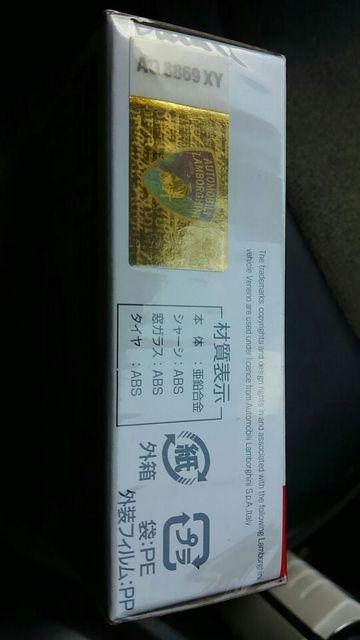 AO 8869 XY
AUTOMOBILI
LAMBORGHINI
The trademarks, copyrights and design rights in and associated with the following Lamborghini
vehicle Veneno are used under licence from Automobili Lamborghini S.p.A, Italy.
材質表示
本体:亜鉛合金
シャーシ:ABS
窓ガラス:ABS
タイヤ:ABS
紙
外箱
プラ
袋:PE
外装フィルム:PP